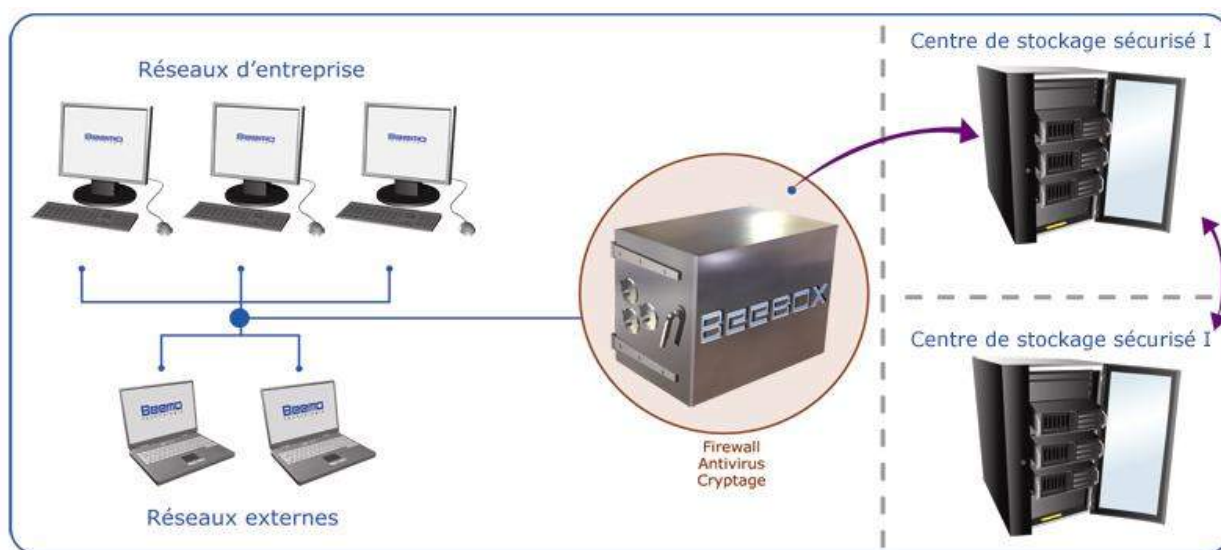 Réseaux d'entreprise
BEEMO
BEEMO
BEEMO
BEEMO
BEEMO
Réseaux externes
BEEBOX
Firewall
Antivirus
Cryptage
Centre de stockage sécurisé I
Centre de stockage sécurisé I